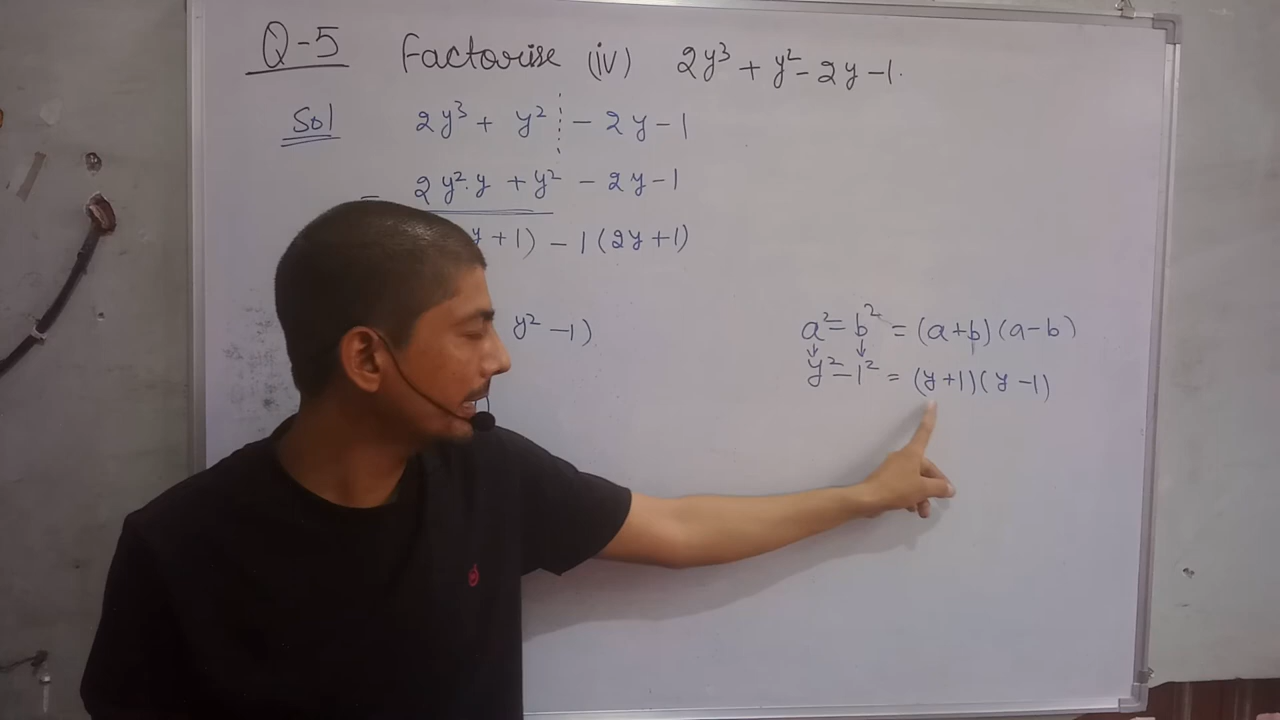 Q-5 Factorise (iv) 2y³ + y² - 2y - 1.
Sol 2y³ + y² - 2y - 1
= 2y².y + y² - 2y - 1
y + 1) - 1 (2y + 1)
y² - 1)
a² - b² = (a+b)(a-b)
y² - 1² = (y+1)(y-1)